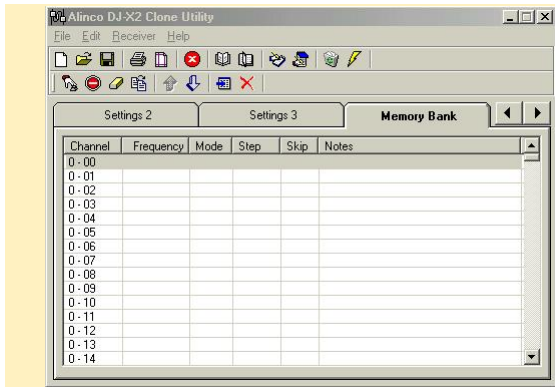 Alinco DJ-X2 Clone Utility
File Edit Receiver Help
Settings 2 Settings 3 Memory Bank
Channel Frequency Mode Step Skip Notes
0 - 00
0 - 01
0 - 02
0 - 03
0 - 04
0 - 05
0 - 06
0 - 07
0 - 08
0 - 09
0 - 10
0 - 11
0 - 12
0 - 13
0 - 14